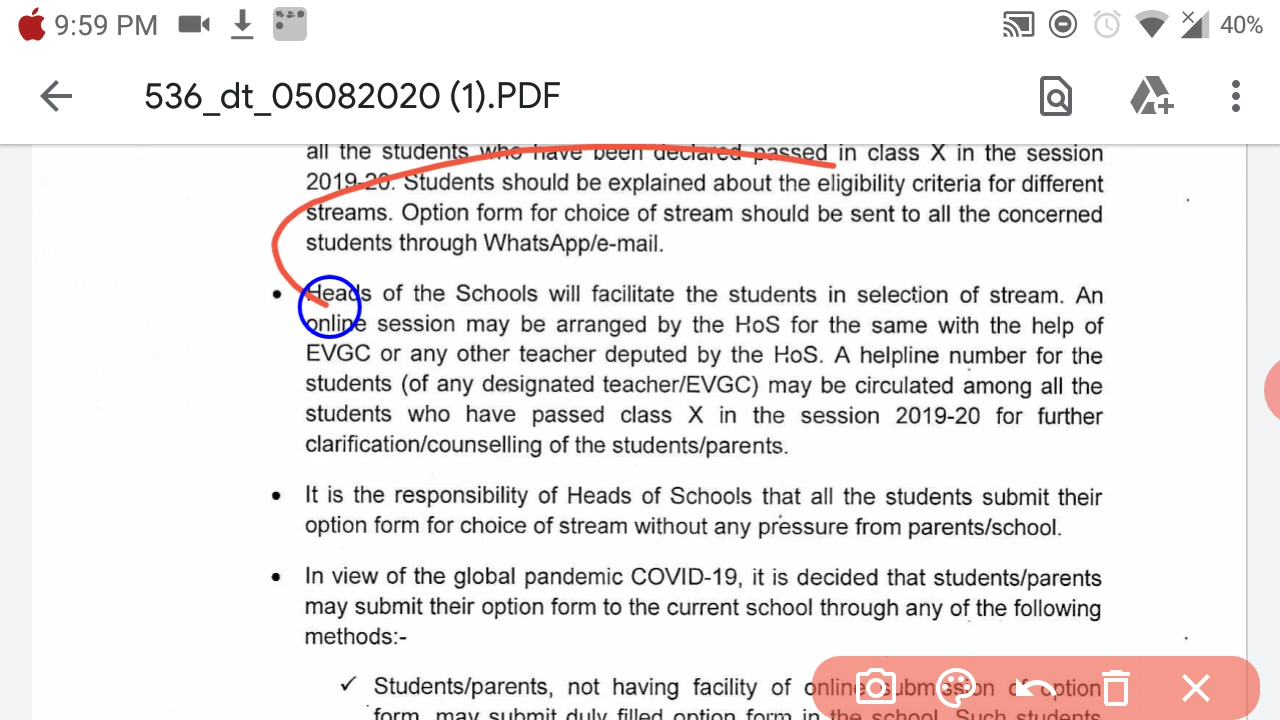 9:59 PM
40%
536_dt_05082020 (1).PDF
all the students who have been declared passed in class X in the session
2019-20. Students should be explained about the eligibility criteria for different
streams. Option form for choice of stream should be sent to all the concerned
students through WhatsApp/e-mail.
• Heads of the Schools will facilitate the students in selection of stream. An
online session may be arranged by the HoS for the same with the help of
EVGC or any other teacher deputed by the HoS. A helpline number for the
students (of any designated teacher/EVGC) may be circulated among all the
students who have passed class X in the session 2019-20 for further
clarification/counselling of the students/parents.
• It is the responsibility of Heads of Schools that all the students submit their
option form for choice of stream without any pressure from parents/school.
• In view of the global pandemic COVID-19, it is decided that students/parents
may submit their option form to the current school through any of the following
methods:-
✓ Students/parents, not having facility of online submission of option
form, may submit duly filled option form in the school. Such students